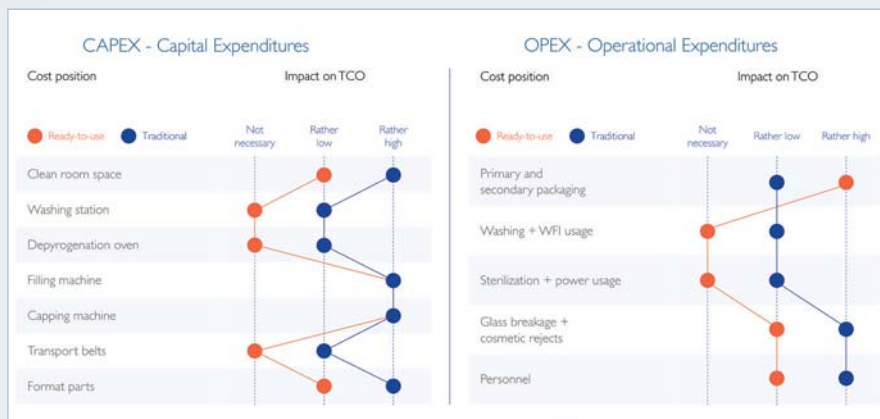 CAPEX - Capital Expenditures
Cost position
Impact on TCO
Ready-to-use
Traditional
Not
necessary
Rather
low
Rather
high
Clean room space
Washing station
Depyrogenation oven
Filling machine
Capping machine
Transport belts
Format parts
OPEX - Operational Expenditures
Cost position
Impact on TCO
Ready-to-use
Traditional
Not
necessary
Rather low
Rather high
Primary and
secondary packaging
Washing + WFI usage
Sterilization + power usage
Glass breakage +
cosmetic rejects
Personnel